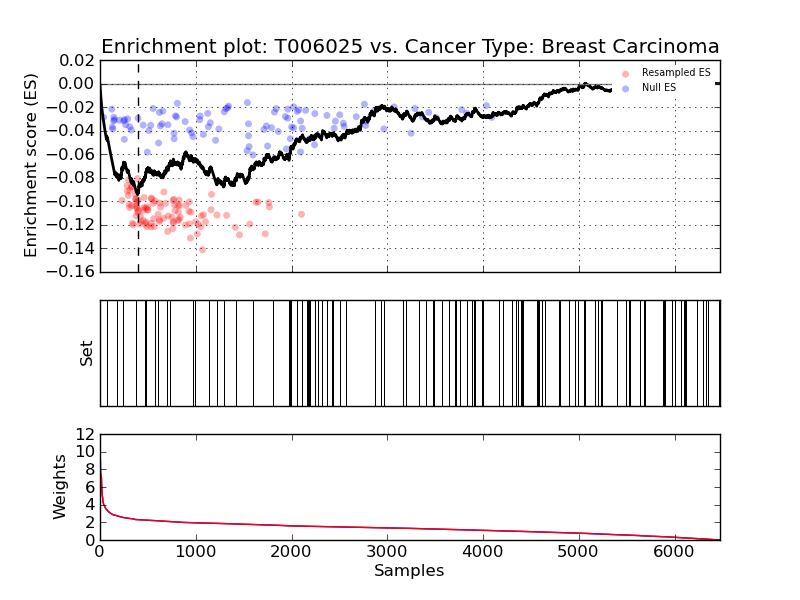 Enrichment plot: T006025 vs. Cancer Type: Breast Carcinoma
Enrichment score (ES)
0.02
0.00
−0.02
−0.04
−0.06
−0.08
−0.10
−0.12
−0.14
−0.16
Resampled ES
Null ES
Set
Weights
12
10
8
6
4
2
0
0 1000 2000 3000 4000 5000 6000
Samples